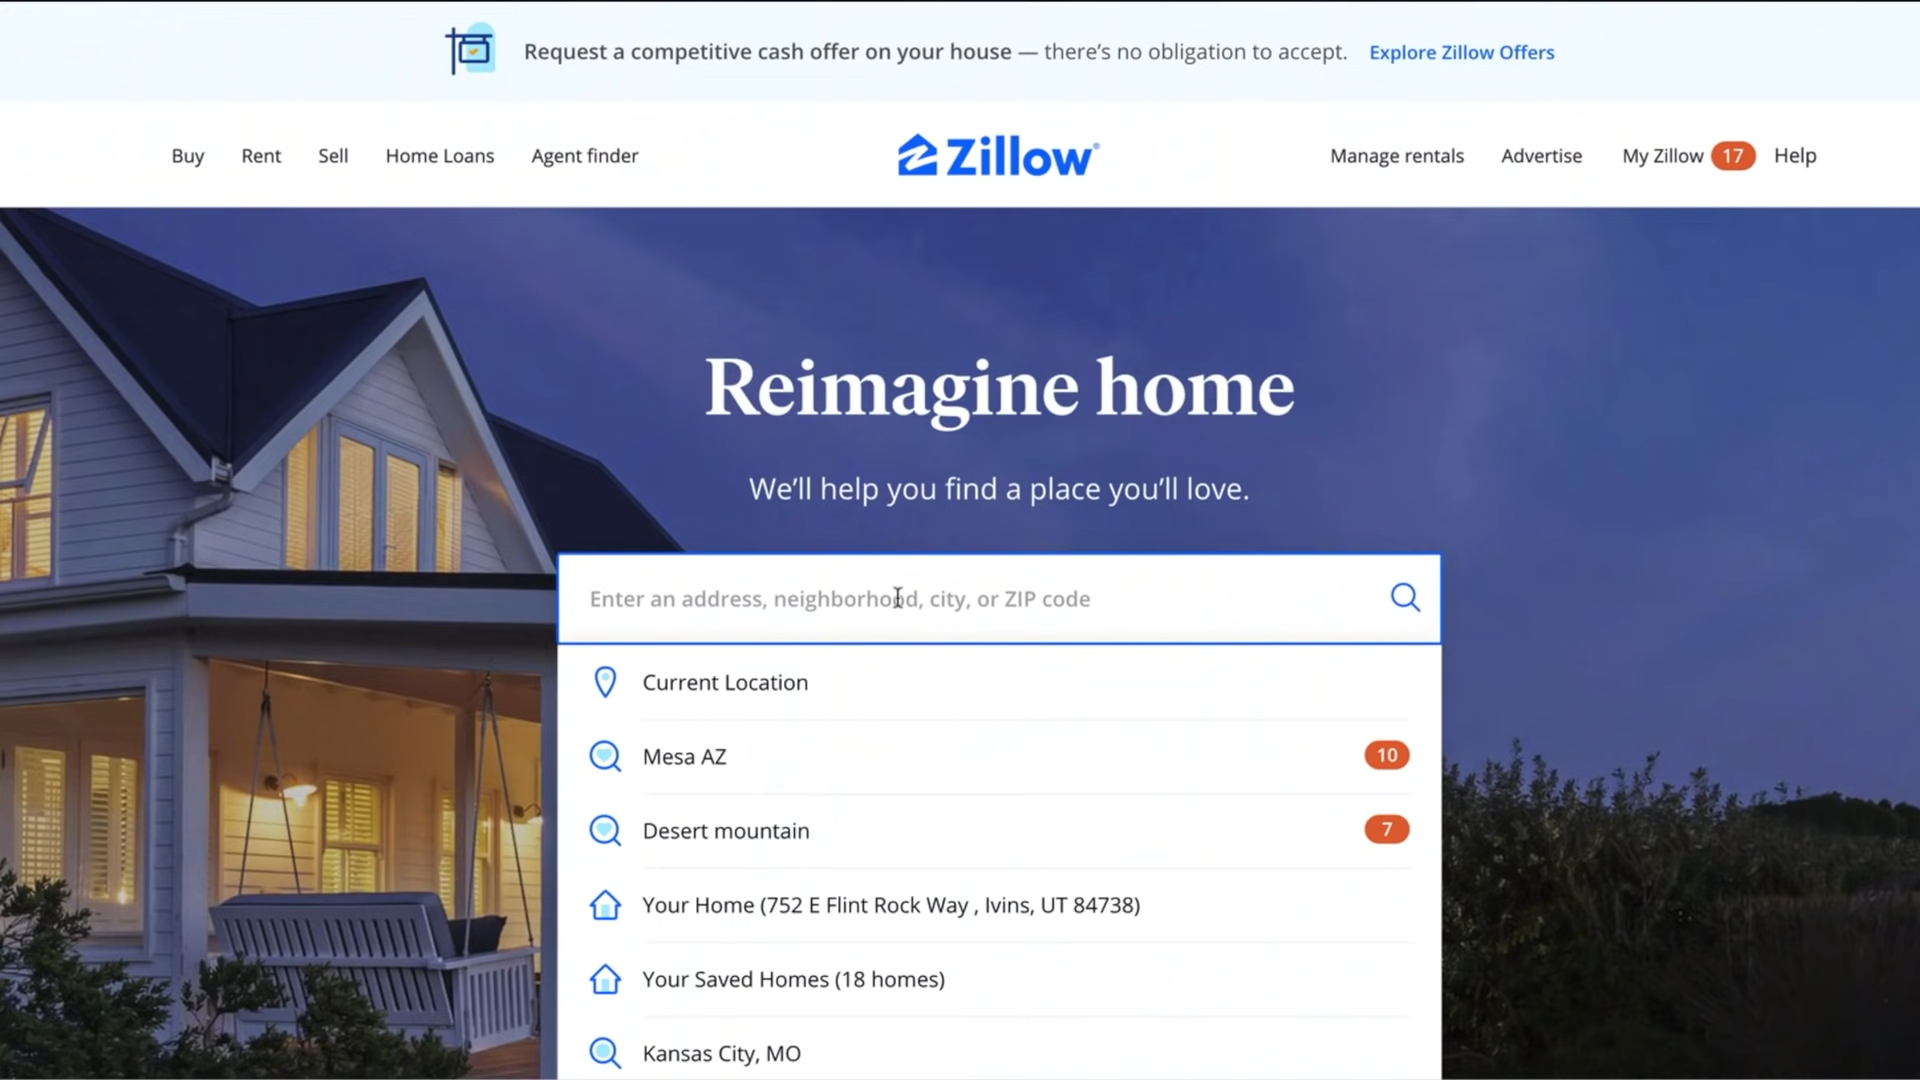 Request a competitive cash offer on your house — there's no obligation to accept. Explore Zillow Offers
Buy Rent Sell Home Loans Agent finder Zillow® Manage rentals Advertise My Zillow 17 Help
Reimagine home
We'll help you find a place you'll love.
Enter an address, neighborhood, city, or ZIP code
Current Location
Mesa AZ 10
Desert mountain 7
Your Home (752 E Flint Rock Way , Ivins, UT 84738)
Your Saved Homes (18 homes)
Kansas City, MO